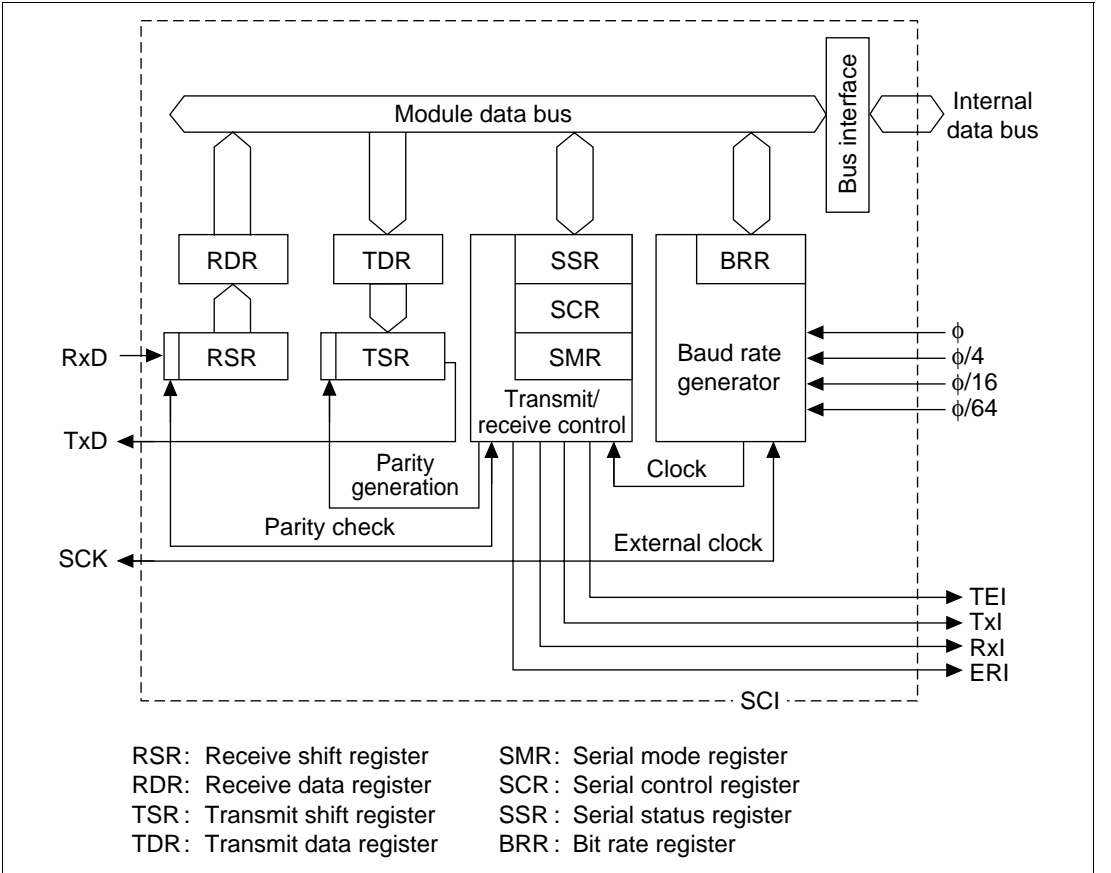 Module data bus
Bus interface
Internal
data bus
RDR
TDR
SSR
BRR
SCR
RxD
RSR
TSR
SMR
Baud rate
generator
ϕ
ϕ/4
ϕ/16
ϕ/64
Transmit/
receive control
TxD
Parity
generation
Clock
Parity check
External clock
SCK
TEI
TxI
RxI
ERI
SCI
RSR: Receive shift register
RDR: Receive data register
TSR: Transmit shift register
TDR: Transmit data register
SMR: Serial mode register
SCR: Serial control register
SSR: Serial status register
BRR: Bit rate register